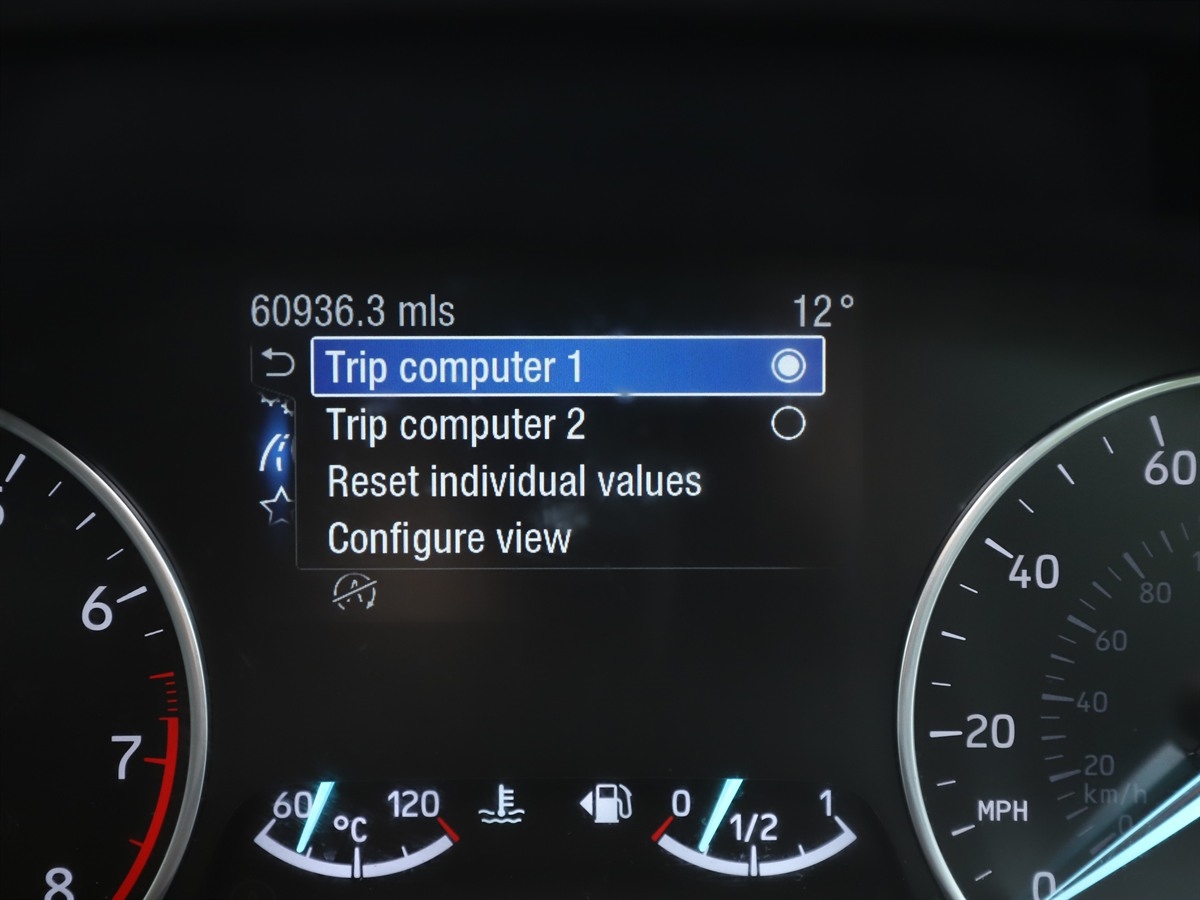 60936.3 mls 12°
Trip computer 1
Trip computer 2
Reset individual values
Configure view
A
6
7
8
60 °C 120
0 1/2 1
60
40
20
0
MPH
80
60
40
20
km/h
0